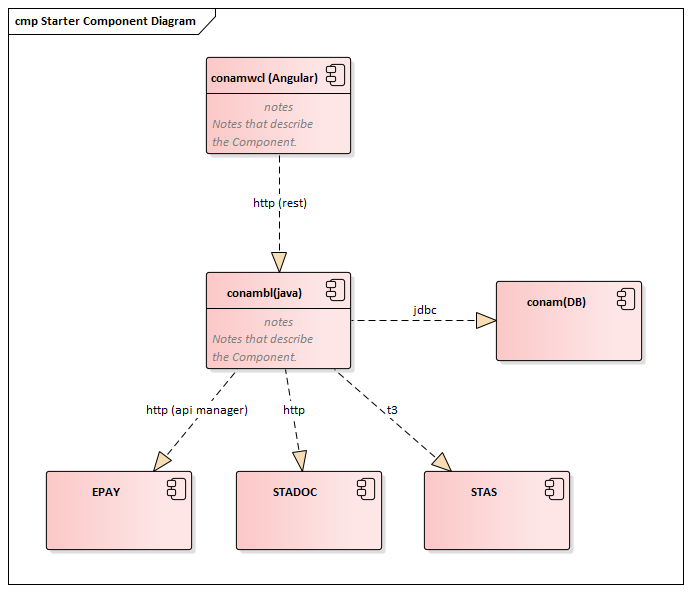 cmp Starter Component Diagram
conamwcl (Angular)
notes
Notes that describe
the Component.
http (rest)
conambl(java)
notes
Notes that describe
the Component.
jdbc
conam(DB)
http (api manager)
http
t3
EPAY
STADOC
STAS